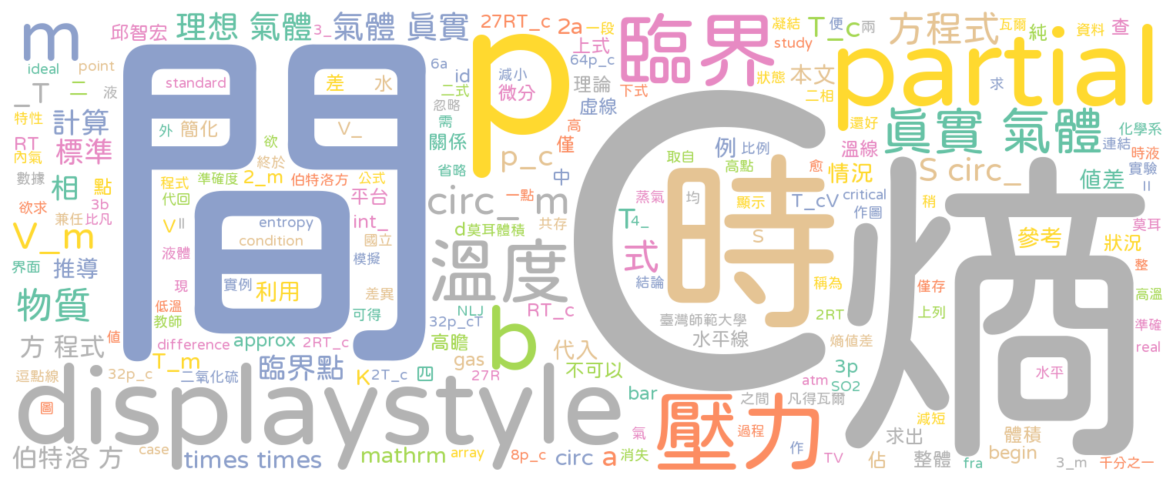 m
邱智宏
理想 氣體
3_
氣體 眞實
27RT_c
2a
一段
凝結
T_c
便
兩
方程式
瓦爾
純
資料
查
ideal
point
standard
差
水
6a
id
減小
上式
64p_c
study
臨界
狀態
本文
partial
_T
二
液
間
p
二式
微分
理論
下式
二相
求
特性
計算
外
簡化
V_
忽略
虛線
還好
眞實 氣體
化學系
RT
標準
需
關係
高
僅
例
比例
溫線
連結
時液
內氣
欲
終於
省略
p_c
中
取自
高點
愈
情況
S circ_
値差
實驗
數據
相
點
2_m
準確度
伯特洛方
公式
程式
代回
平台
circ_ m
一點
C
時
蒸氣
均
顯示
T_cV
critical
作圖
稍
II
欲求
3b
兼任
比凡
V
II
entropy
int_
d
莫耳體積
共存
T
4_
式
S
熵
參考
莫耳
V_m
condition
國立
溫度
狀況
界面
推導
液體
模擬
結論
稱為
僅存
整
現
實例
利用
差異
高溫
物質
低溫
教師
可得
NLJ
b
RT_c
臺灣師範大學
2RT
上列
準確
値
32p_cT
水平線
方 程式
difference
approx
2RT_c
高瞻
gas
代入
熵値差
real
T_m
臨界點
K
2T_c
四
27R
不可以
3p
水平
逗點線
32p_c
二氧化硫
bar
atm
SO2
displaystyle
之間
凡得瓦爾
圖
壓力
過程
作
減短
氣
求出
體積
伯特洛 方
case
times times
mathrm
array
8p_c
circ
a
消失
TV
佔
整體
fra
begin
3_m
千分之一